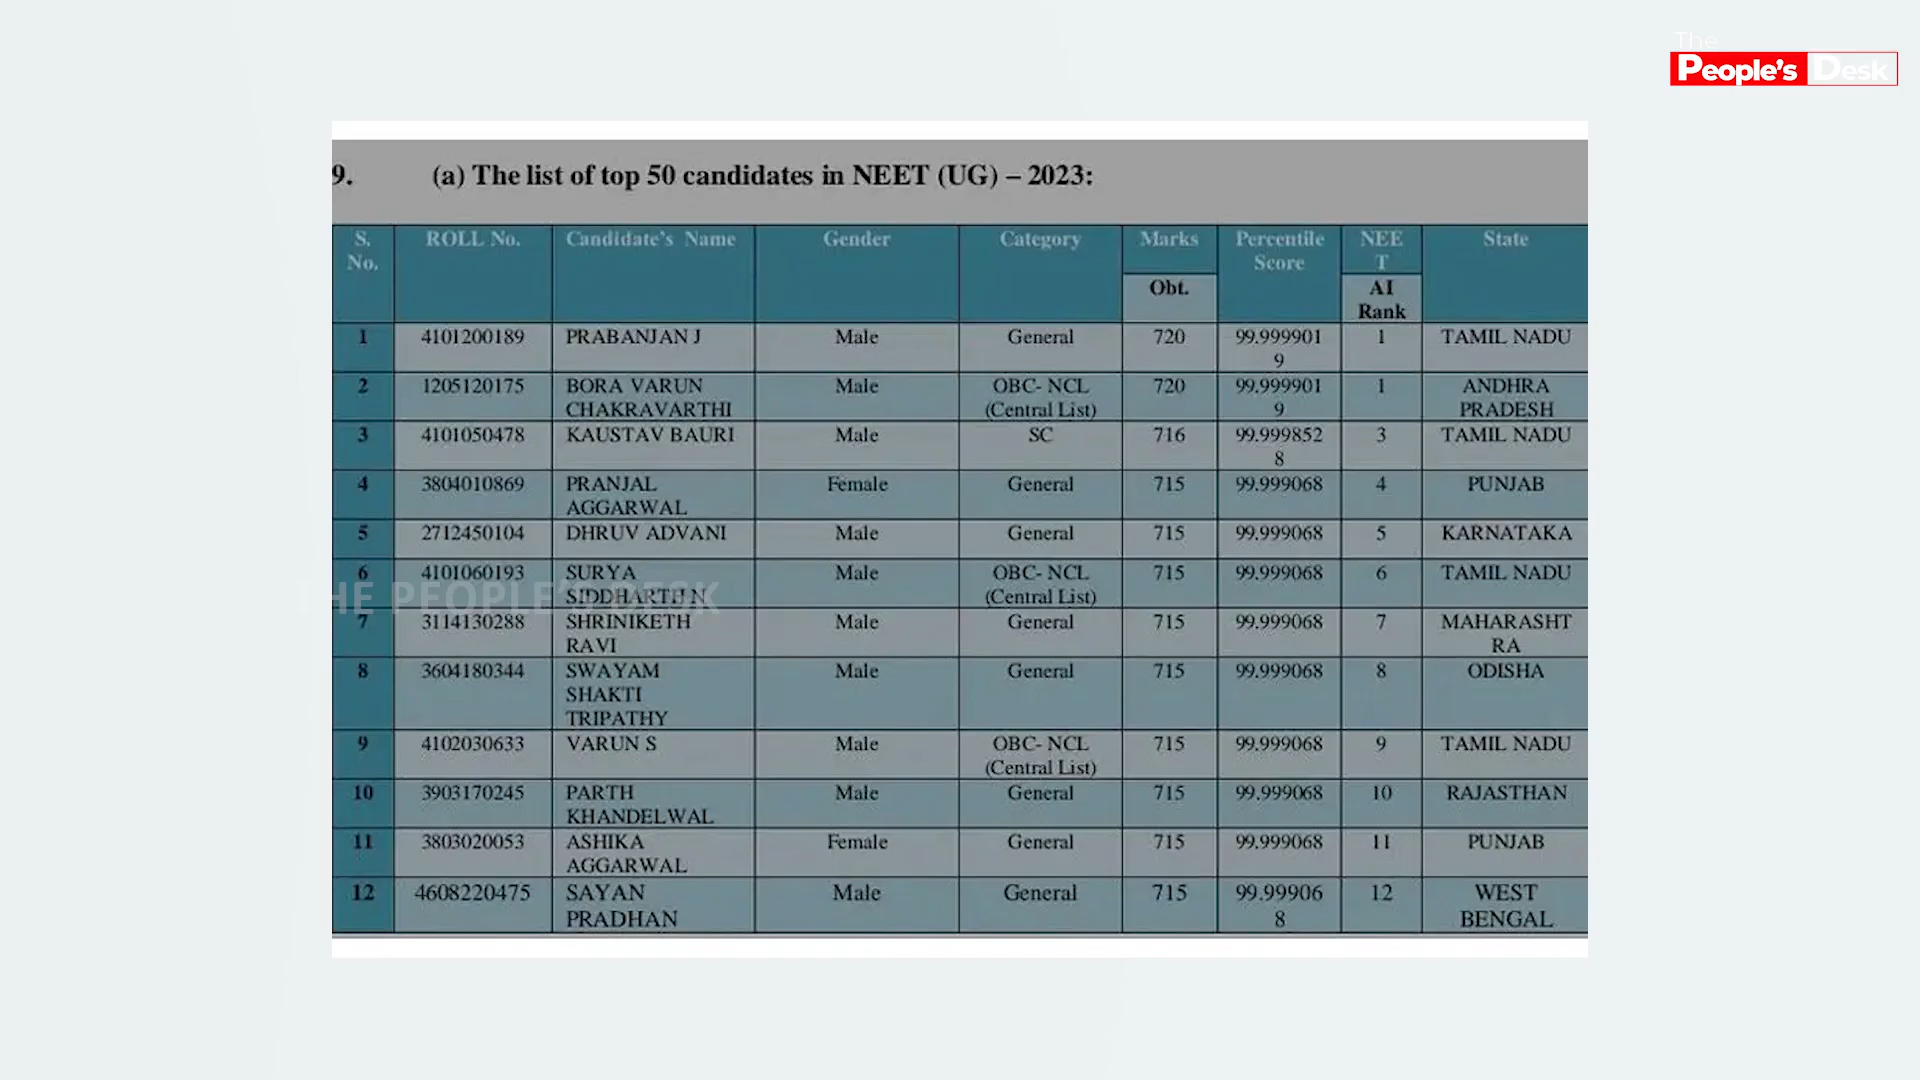 The
People's Desk
9. (a) The list of top 50 candidates in NEET (UG) – 2023:
S. No. ROLL No. Candidate's Name Gender Category Marks Obt. Percentile Score NEE T AI Rank State
1 4101200189 PRABANJAN J Male General 720 99.999901 9 1 TAMIL NADU
2 1205120175 BORA VARUN CHAKRAVARTHI Male OBC- NCL (Central List) 720 99.999901 9 1 ANDHRA PRADESH
3 4101050478 KAUSTAV BAURI Male SC 716 99.999852 8 3 TAMIL NADU
4 3804010869 PRANJAL AGGARWAL Female General 715 99.999068 4 PUNJAB
5 2712450104 DHRUV ADVANI Male General 715 99.999068 5 KARNATAKA
6 4101060193 SURYA SIDDHARTH N Male OBC- NCL (Central List) 715 99.999068 6 TAMIL NADU
THE PEOPLE'S DESK
7 3114130288 SHRINIKETH RAVI Male General 715 99.999068 7 MAHARASHT RA
8 3604180344 SWAYAM SHAKTI TRIPATHY Male General 715 99.999068 8 ODISHA
9 4102030633 VARUN S Male OBC- NCL (Central List) 715 99.999068 9 TAMIL NADU
10 3903170245 PARTH KHANDELWAL Male General 715 99.999068 10 RAJASTHAN
11 3803020053 ASHIKA AGGARWAL Female General 715 99.999068 11 PUNJAB
12 4608220475 SAYAN PRADHAN Male General 715 99.99906 8 12 WEST BENGAL